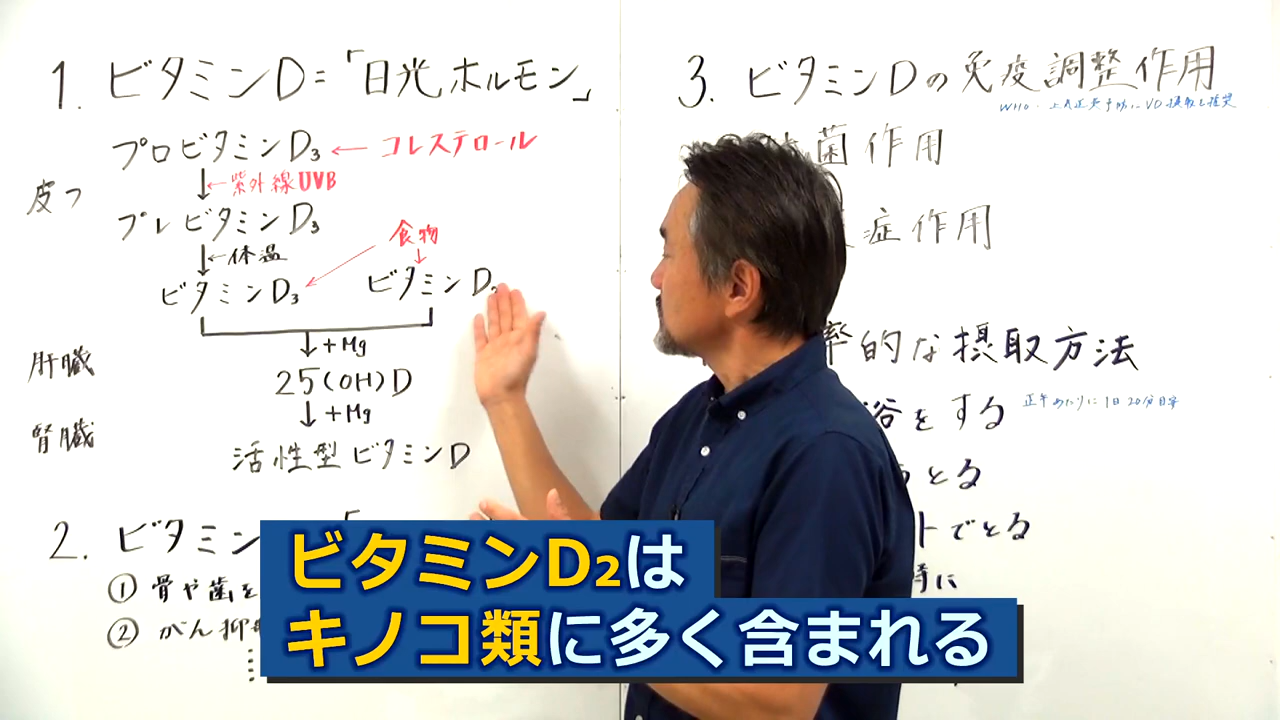 1. ビタミンD=「日光ホルモン」
プロビタミンD₃ ← コレステロール
↓ ←紫外線UVB
皮フ
プレビタミンD₃
↓ ←体温
食物
ビタミンD₃ ビタミンD₂
↓+Mg
肝臓
25(OH)D
↓+Mg
腎臓
活性型ビタミンD
2. ビタミン
① 骨や歯を
② がん抑
3. ビタミンDの免疫調整作用
菌作用
症作用
率的な摂取方法
浴をする 正午あたりに1日20分目安
とる
トでとる
時に
ビタミンD₂は
キノコ類に多く含まれる